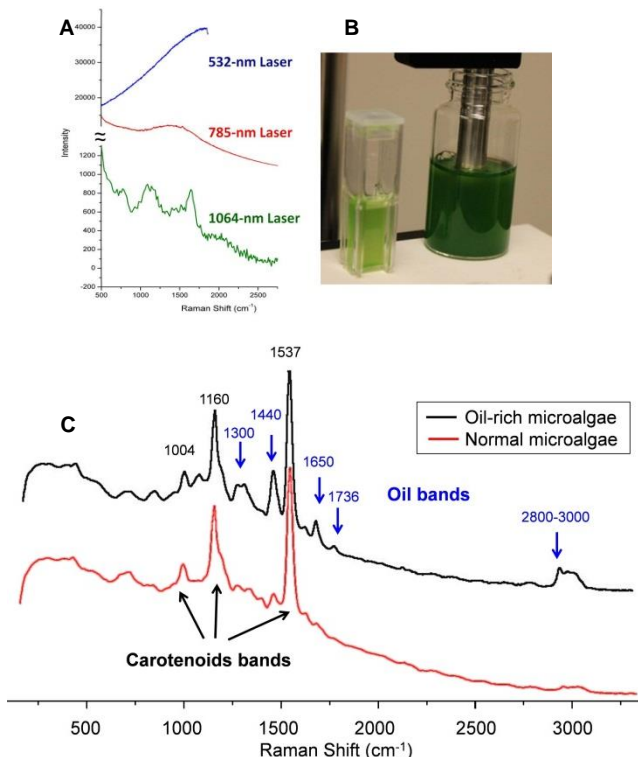 A
40000
30000
20000
≈
1200
1000
800
600
400
200
0
Intensity
532-nm Laser
785-nm Laser
1064-nm Laser
500 1000 1500 2000 2500
Raman Shift (cm⁻¹)
B
C
1004
1160
1300
1440
1537
1650
1736
Oil bands
2800-3000
Oil-rich microalgae
Normal microalgae
Carotenoids bands
500 1000 1500 2000 2500 3000
Raman Shift (cm⁻¹)